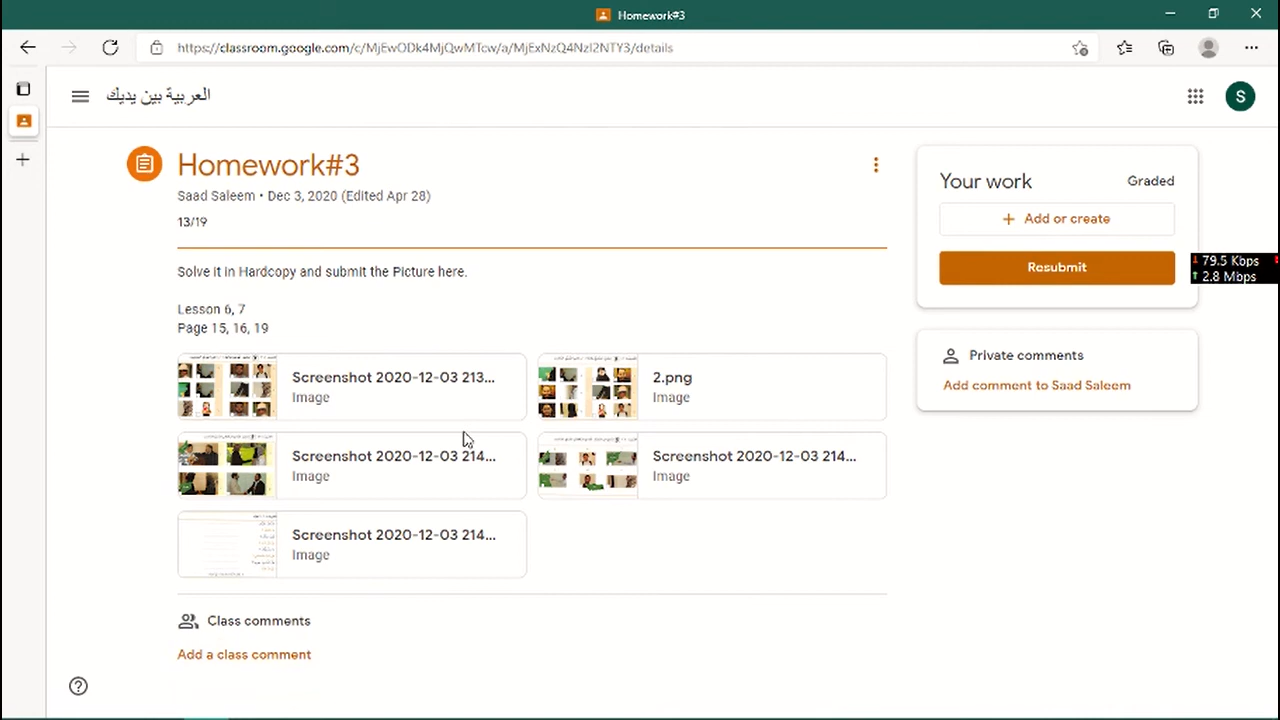 Homework#3
https://classroom.google.com/c/MjEwODk4MjQwMTcw/a/MjExNzQ4NzI2NTY3/details
العربية بين يديك
S
Homework#3
Saad Saleem • Dec 3, 2020 (Edited Apr 28)
13/19
Solve it in Hardcopy and submit the Picture here.
Lesson 6, 7
Page 15, 16, 19
Screenshot 2020-12-03 213...
Image
2.png
Image
Screenshot 2020-12-03 214...
Image
Screenshot 2020-12-03 214...
Image
Screenshot 2020-12-03 214...
Image
Class comments
Add a class comment
Your work
Graded
+ Add or create
Resubmit
79.5 Kbps
2.8 Mbps
Private comments
Add comment to Saad Saleem